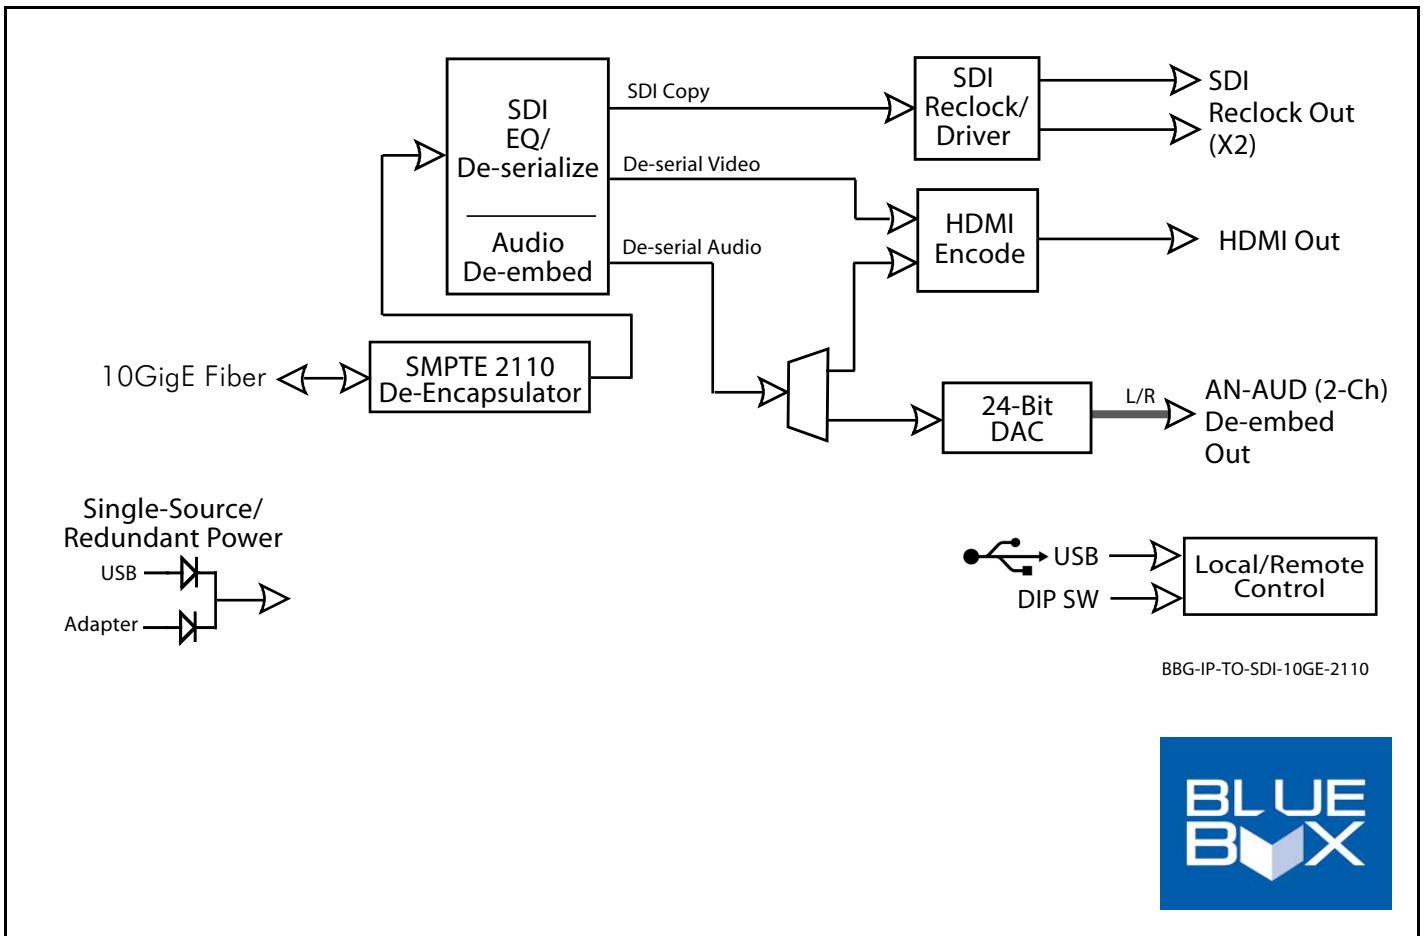 SDI
EQ/
De-serialize
Audio
De-embed
SDI Copy
De-serial Video
De-serial Audio
SDI
Reclock/
Driver
SDI
Reclock Out
(X2)
HDMI
Encode
HDMI Out
10GigE Fiber
SMPTE 2110
De-Encapsulator
24-Bit
DAC
L/R
AN-AUD (2-Ch)
De-embed
Out
Single-Source/
Redundant Power
USB
Adapter
USB
DIP SW
Local/Remote
Control
BBG-IP-TO-SDI-10GE-2110
BLUE
BOX